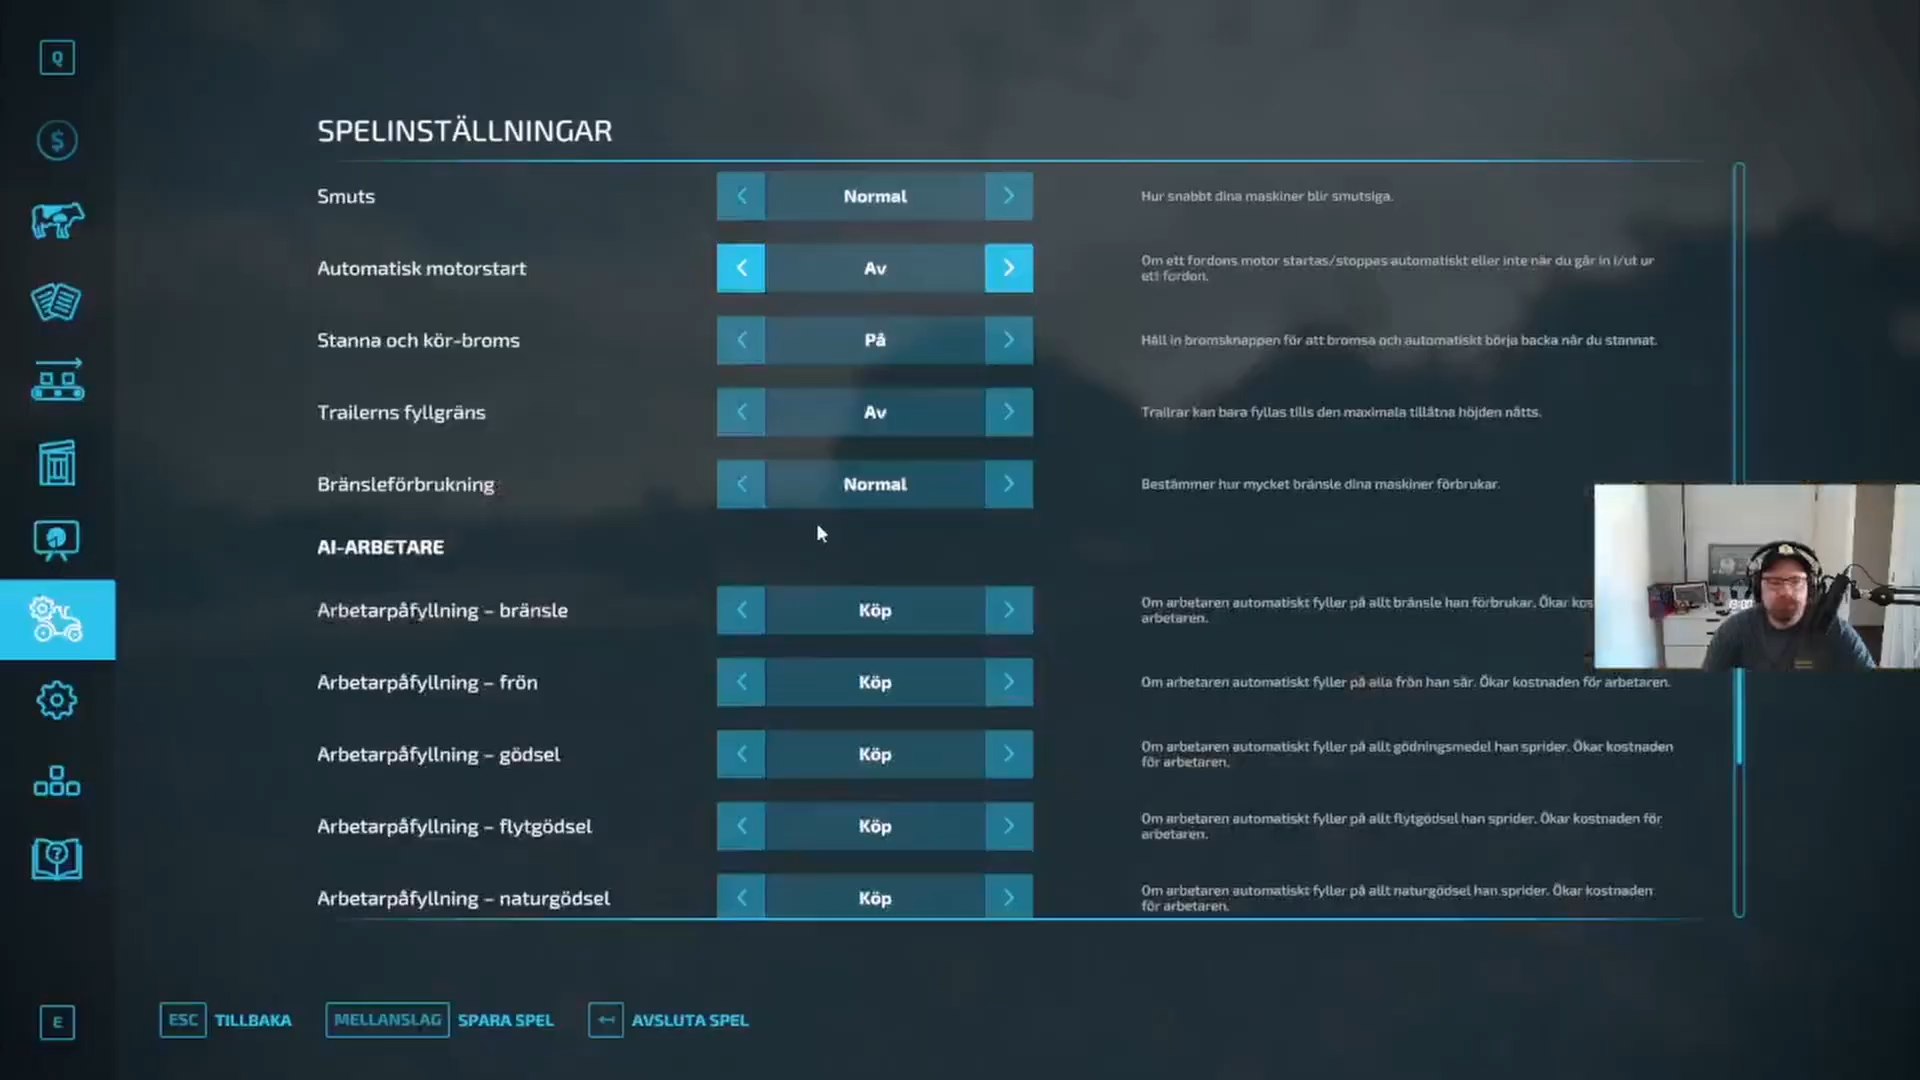 Q
SPELINSTÄLLNINGAR
Smuts
Normal
Hur snabbt dina maskiner blir smutsiga.
Automatisk motorstart
Av
Om ett fordons motor startas/stoppas automatiskt eller inte när du går in i/ut ur
ett fordon.
Stanna och kör-broms
På
Håll in bromsknappen för att bromsa och automatiskt börja backa när du stannat.
Trailerns fyllgräns
Av
Trailrar kan bara fyllas tills den maximala tillåtna höjden nåtts.
Bränsleförbrukning
Normal
Bestämmer hur mycket bränsle dina maskiner förbrukar.
AI-ARBETARE
Arbetarpåfyllning – bränsle
Köp
Om arbetaren automatiskt fyller på allt bränsle han förbrukar. Ökar kos
arbetaren.
Arbetarpåfyllning – frön
Köp
Om arbetaren automatiskt fyller på alla frön han sår. Ökar kostnaden för arbetaren.
Arbetarpåfyllning – gödsel
Köp
Om arbetaren automatiskt fyller på allt gödningsmedel han sprider. Ökar kostnaden
för arbetaren.
Arbetarpåfyllning – flytgödsel
Köp
Om arbetaren automatiskt fyller på allt flytgödsel han sprider. Ökar kostnaden för
arbetaren.
Arbetarpåfyllning – naturgödsel
Köp
Om arbetaren automatiskt fyller på allt naturgödsel han sprider. Ökar kostnaden
för arbetaren.
E
ESC TILLBAKA MELLANSLAG SPARA SPEL AVSLUTA SPEL